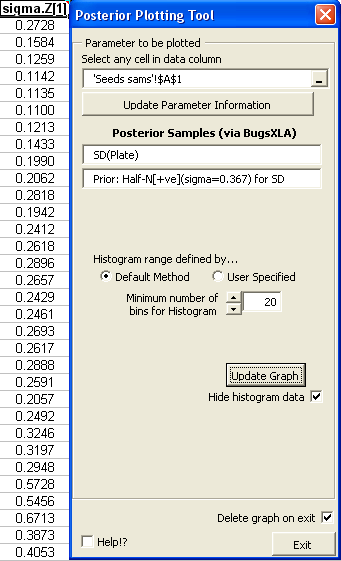 sigma.Z[1]
0.2728
0.1584
0.1259
0.1142
0.1135
0.1100
0.1213
0.1433
0.1990
0.2062
0.2818
0.1942
0.2412
0.2618
0.2896
0.2657
0.2429
0.2461
0.2693
0.2617
0.2888
0.2591
0.2057
0.2492
0.3246
0.3197
0.2948
0.5728
0.5456
0.6713
0.3873
0.4053
Posterior Plotting Tool
Parameter to be plotted
Select any cell in data column
'Seeds sams'!$A$1
Update Parameter Information
Posterior Samples (via BugsXLA)
SD(Plate)
Prior: Half-N[+ve](sigma=0.367) for SD
Histogram range defined by...
Default Method User Specified
Minimum number of
bins for Histogram
20
Update Graph
Hide histogram data
Delete graph on exit
Help!?
Exit